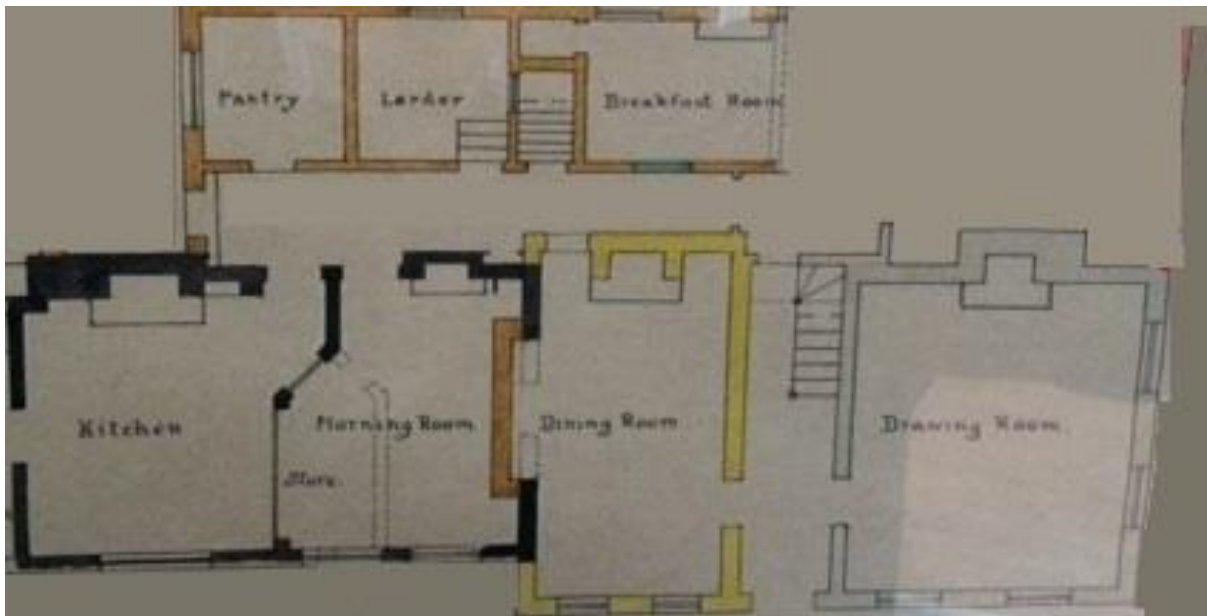 Pantry
Larder
Breakfast Room
Kitchen
Morning Room
Dining Room
Drawing Room
Store